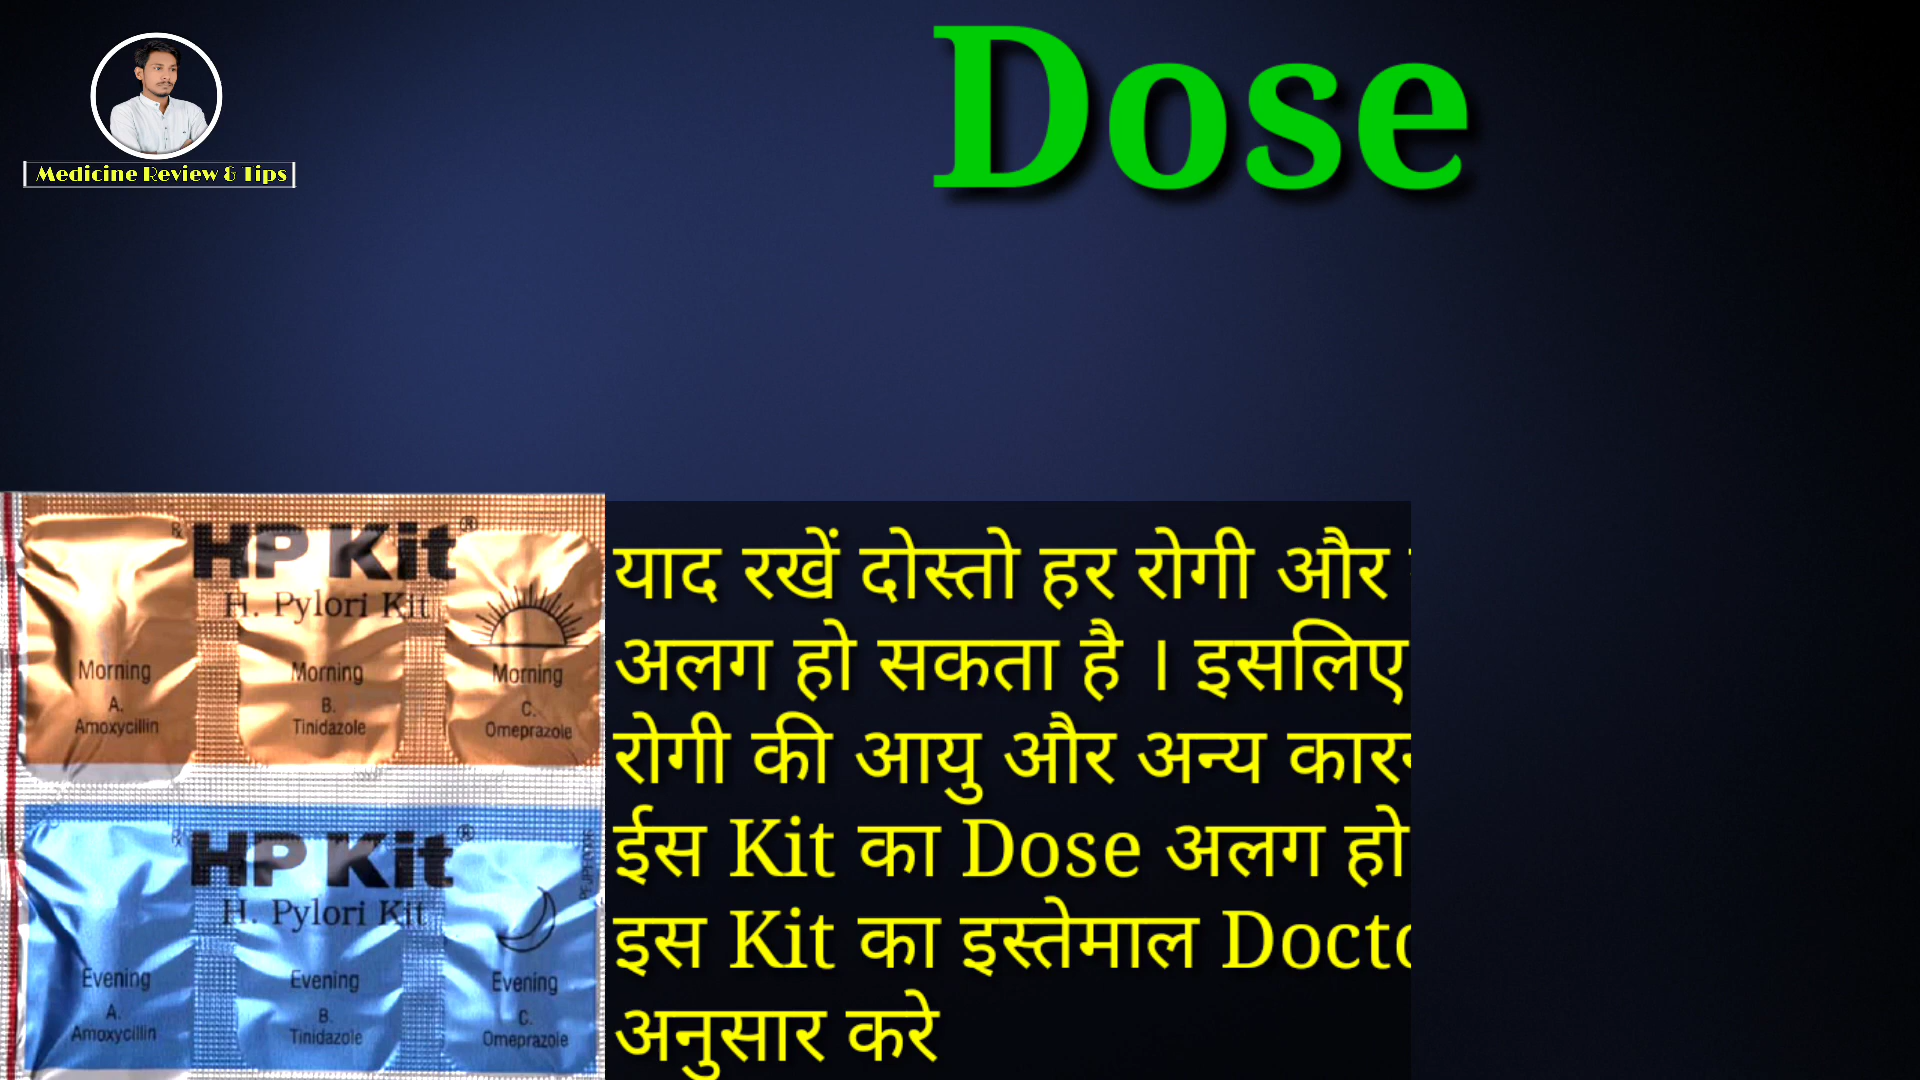 Medicine Review & Tips
Dose
HP Kit®
H. Pylori Kit
Morning
A.
Amoxycillin
Morning
B.
Tinidazole
Morning
C.
Omeprazole
HP Kit®
H. Pylori Kit
Evening
A.
Amoxycillin
Evening
B.
Tinidazole
Evening
C.
Omeprazole
याद रखें दोस्तो हर रोगी और
अलग हो सकता है । इसलिए
रोगी की आयु और अन्य
ईस Kit का Dose अलग हो
इस Kit का इस्तेमाल
अनुसार करे